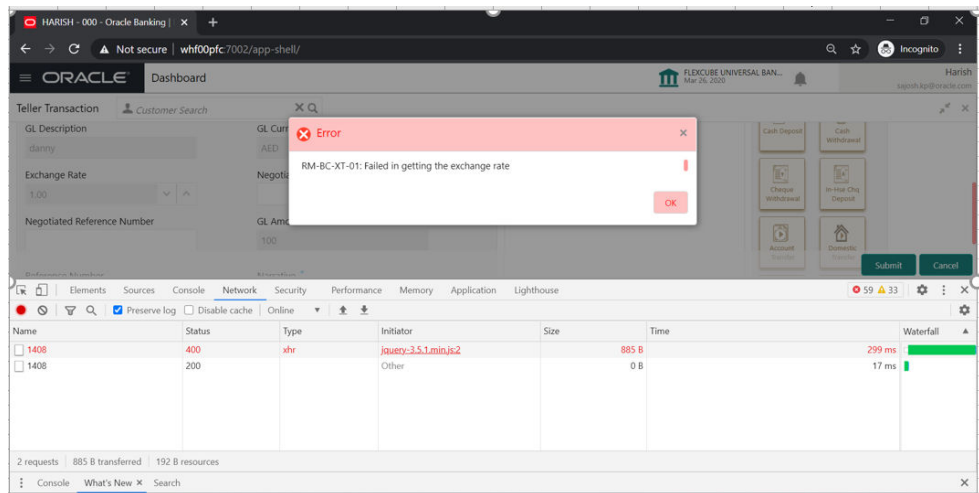 HARISH - 000 - Oracle Banking |
Not secure | whf00pfc:7002/app-shell/
Incognito
ORACLE
Dashboard
FLEXCUBE UNIVERSAL BAN...
Mar 26, 2020
Harish
@oracle.com
Teller Transaction
Customer Search
GL Description
GL Curr
danny
AED
Error
RM-BC-XT-01: Failed in getting the exchange rate
OK
Exchange Rate
Negotia
1.00
Negotiated Reference Number
GL Amo
100
Reference Number
Narrative *
Cash Deposit
Cash Withdrawal
Cheque Withdrawal
In-Hse Chq Deposit
Account Transfer
Domestic Transfer
Submit
Cancel
Elements Sources Console Network Security Performance Memory Application Lighthouse 59 33
Preserve log Disable cache | Online
Name Status Type Initiator Size Time Waterfall
1408 400 xhr jquery-3.5.1.min.js:2 885 B 299 ms
1408 200 Other 0 B 17 ms
2 requests | 885 B transferred | 192 B resources
Console What's New × Search